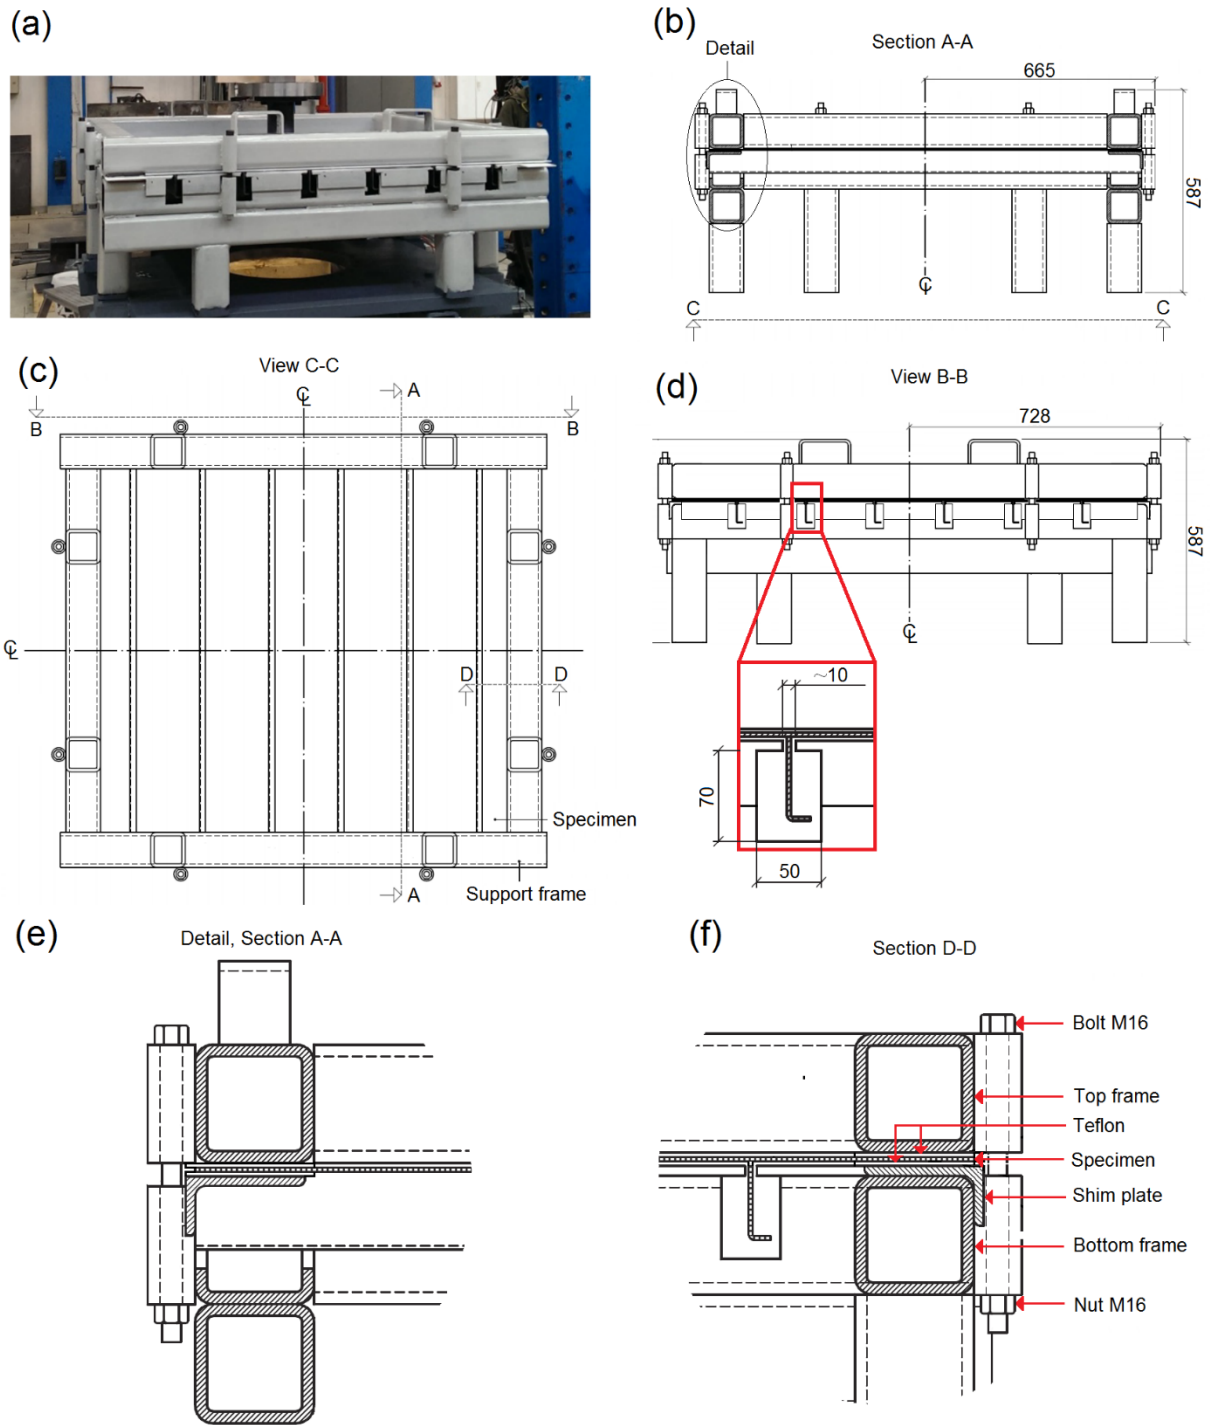 (a)
(b)
Section A-A
Detail
665
587
C
C
℄
(c)
View C-C
℄
A
B
B
℄
D
D
Specimen
A
Support frame
(d)
View B-B
728
587
℄
~10
70
50
(e)
Detail, Section A-A
(f)
Section D-D
Bolt M16
Top frame
Teflon
Specimen
Shim plate
Bottom frame
Nut M16